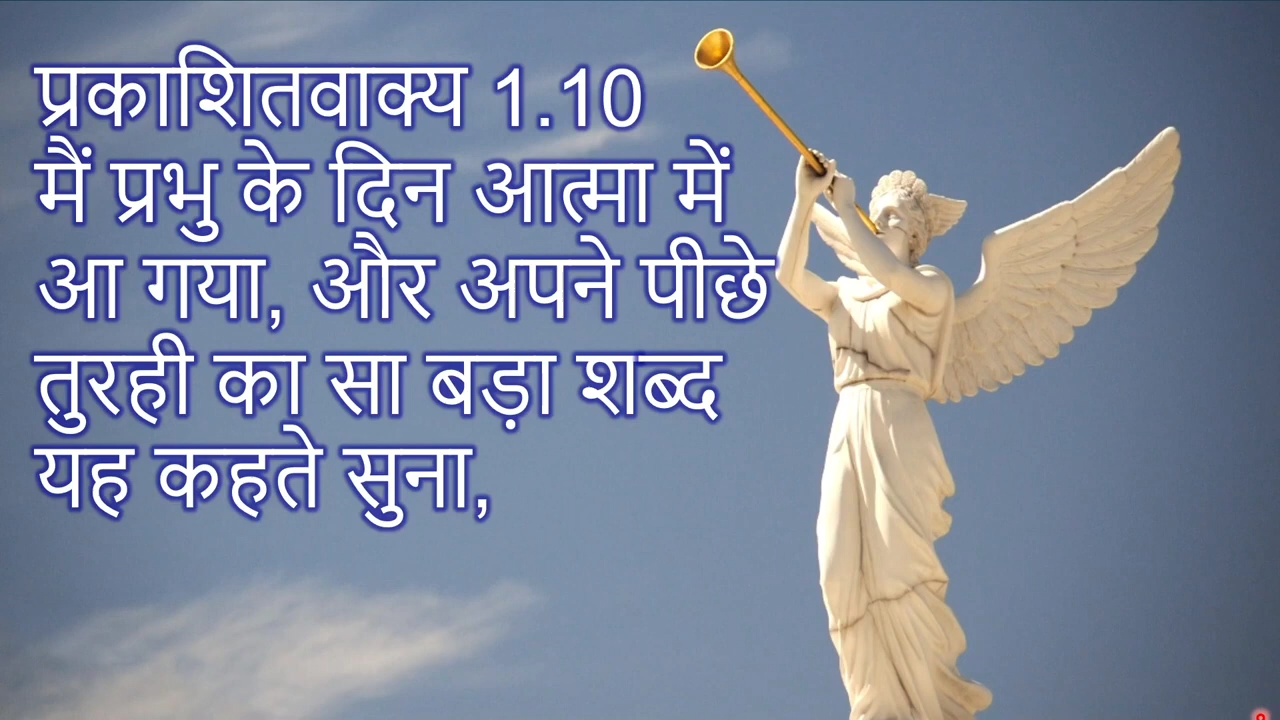 प्रकाशितवाक्य 1.10
मैं प्रभु के दिन आत्मा में
आ गया, और अपने पीछे
तुरही का सा बड़ा शब्द
यह कहते सुना,